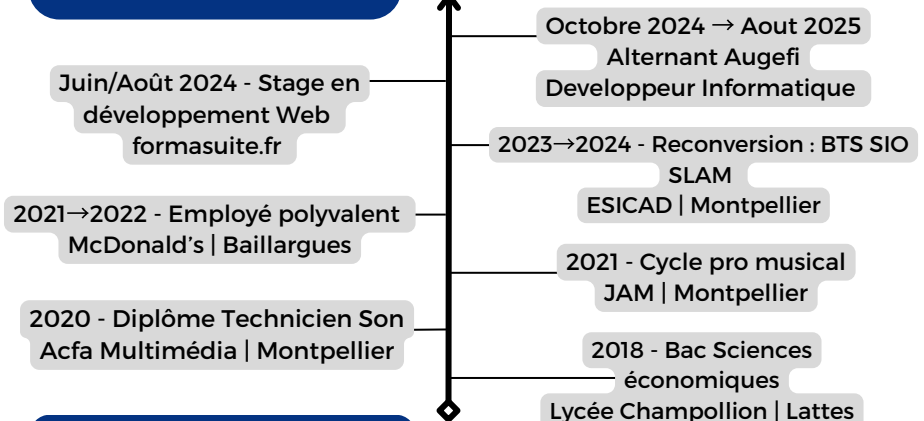 Octobre 2024 → Aout 2025
Alternant Augefi
Developpeur Informatique
Juin/Août 2024 - Stage en
développement Web
formasuite.fr
2023→2024 - Reconversion : BTS SIO
SLAM
ESICAD | Montpellier
2021→2022 - Employé polyvalent
McDonald's | Baillargues
2021 - Cycle pro musical
JAM | Montpellier
2020 - Diplôme Technicien Son
Acfa Multimédia | Montpellier
2018 - Bac Sciences
économiques
Lycée Champollion | Lattes